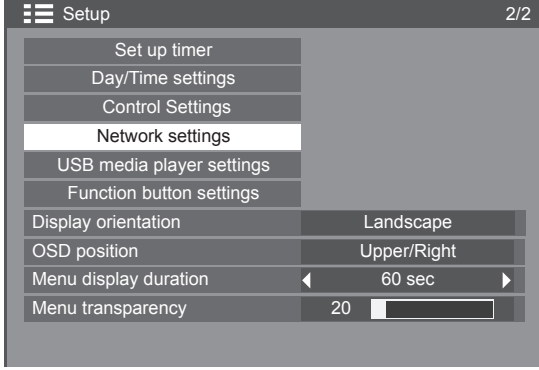 Setup 2/2
Set up timer
Day/Time settings
Control Settings
Network settings
USB media player settings
Function button settings
Display orientation Landscape
OSD position Upper/Right
Menu display duration 60 sec
Menu transparency 20